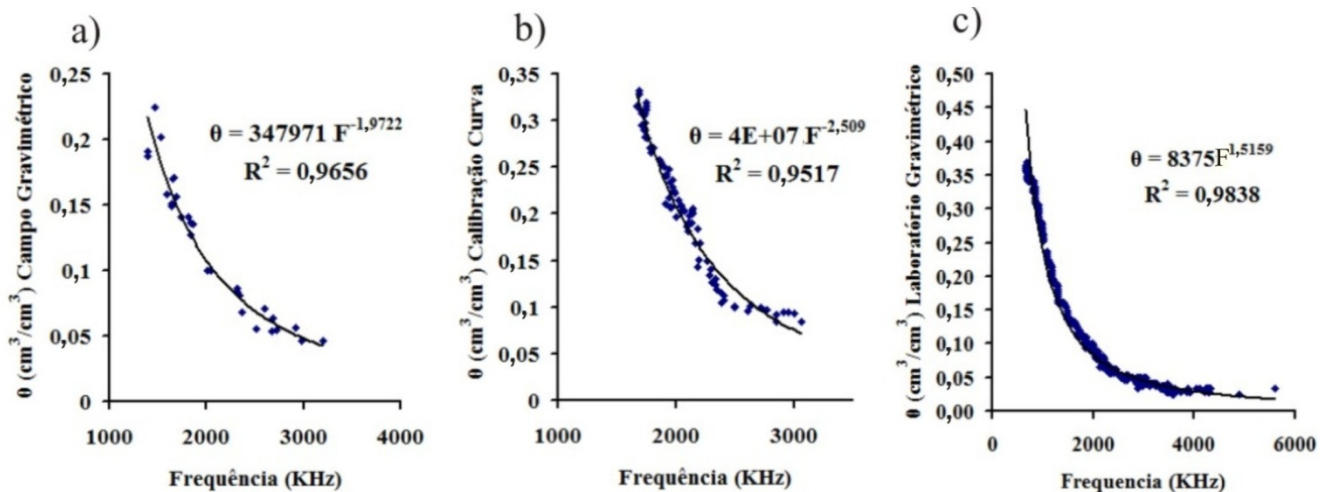 a)
θ (cm³/cm³) Campo Gravimétrico
0,25
0,2
0,15
0,1
0,05
0
θ = 347971 F⁻¹,⁹⁷²²
R² = 0,9656
1000 2000 3000 4000
Frequência (KHz)
b)
θ (cm³/cm³) Calibração Curva
0,35
0,3
0,25
0,2
0,15
0,1
0,05
0
θ = 4E+07 F⁻²,⁵⁰⁹
R² = 0,9517
1000 2000 3000
Frequência (KHz)
c)
θ (cm³/cm³) Laboratório Gravimétrico
0,50
0,45
0,40
0,35
0,30
0,25
0,20
0,15
0,10
0,05
0,00
θ = 8375F¹,⁵¹⁵⁹
R² = 0,9838
0 2000 4000 6000
Frequencia (KHz)